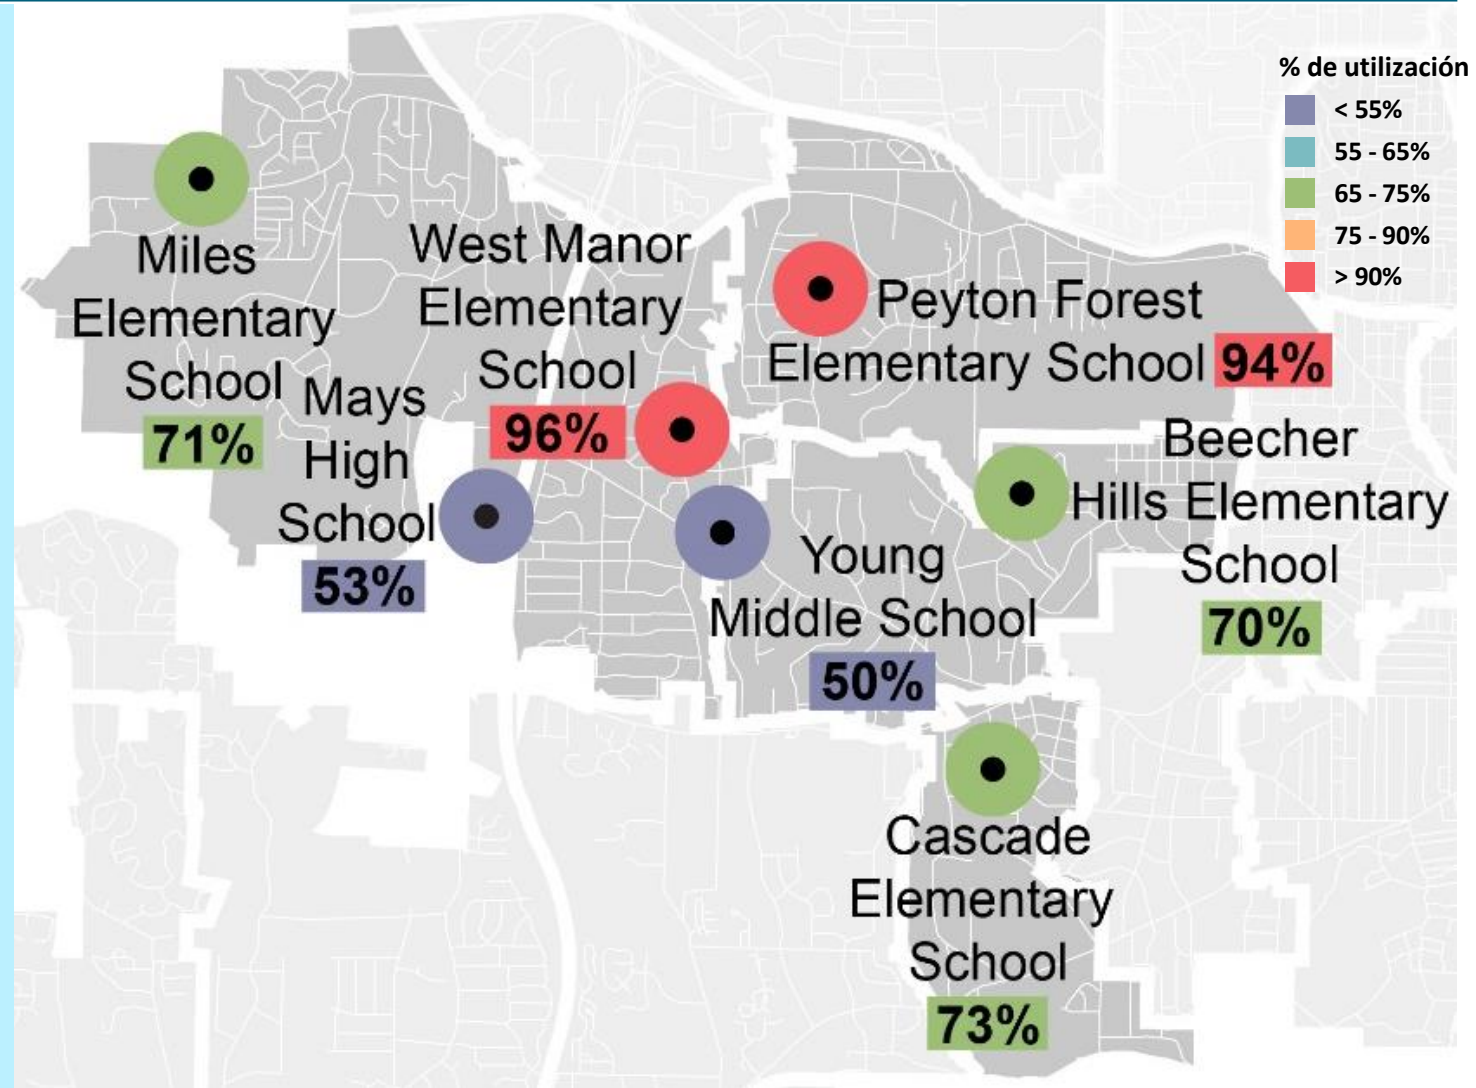 % de utilización
< 55%
55 - 65%
65 - 75%
75 - 90%
> 90%
Miles
Elementary
School
71%
West Manor
Elementary
School
96%
Peyton Forest
Elementary School 94%
Mays
High
School
53%
Beecher
Hills Elementary
School
70%
Young
Middle School
50%
Cascade
Elementary
School
73%